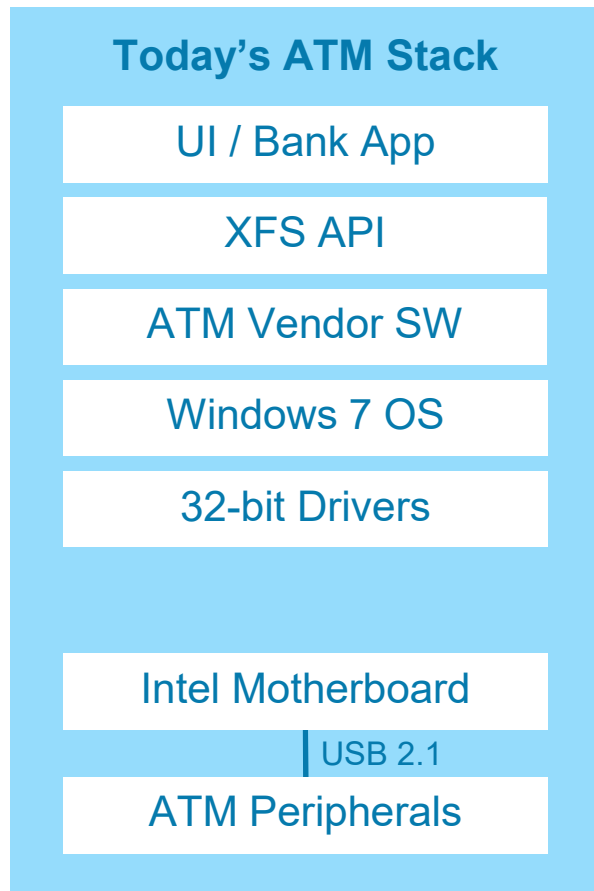 Today’s ATM Stack
UI / Bank App
XFS API
ATM Vendor SW
Windows 7 OS
32-bit Drivers
Intel Motherboard
USB 2.1
ATM Peripherals